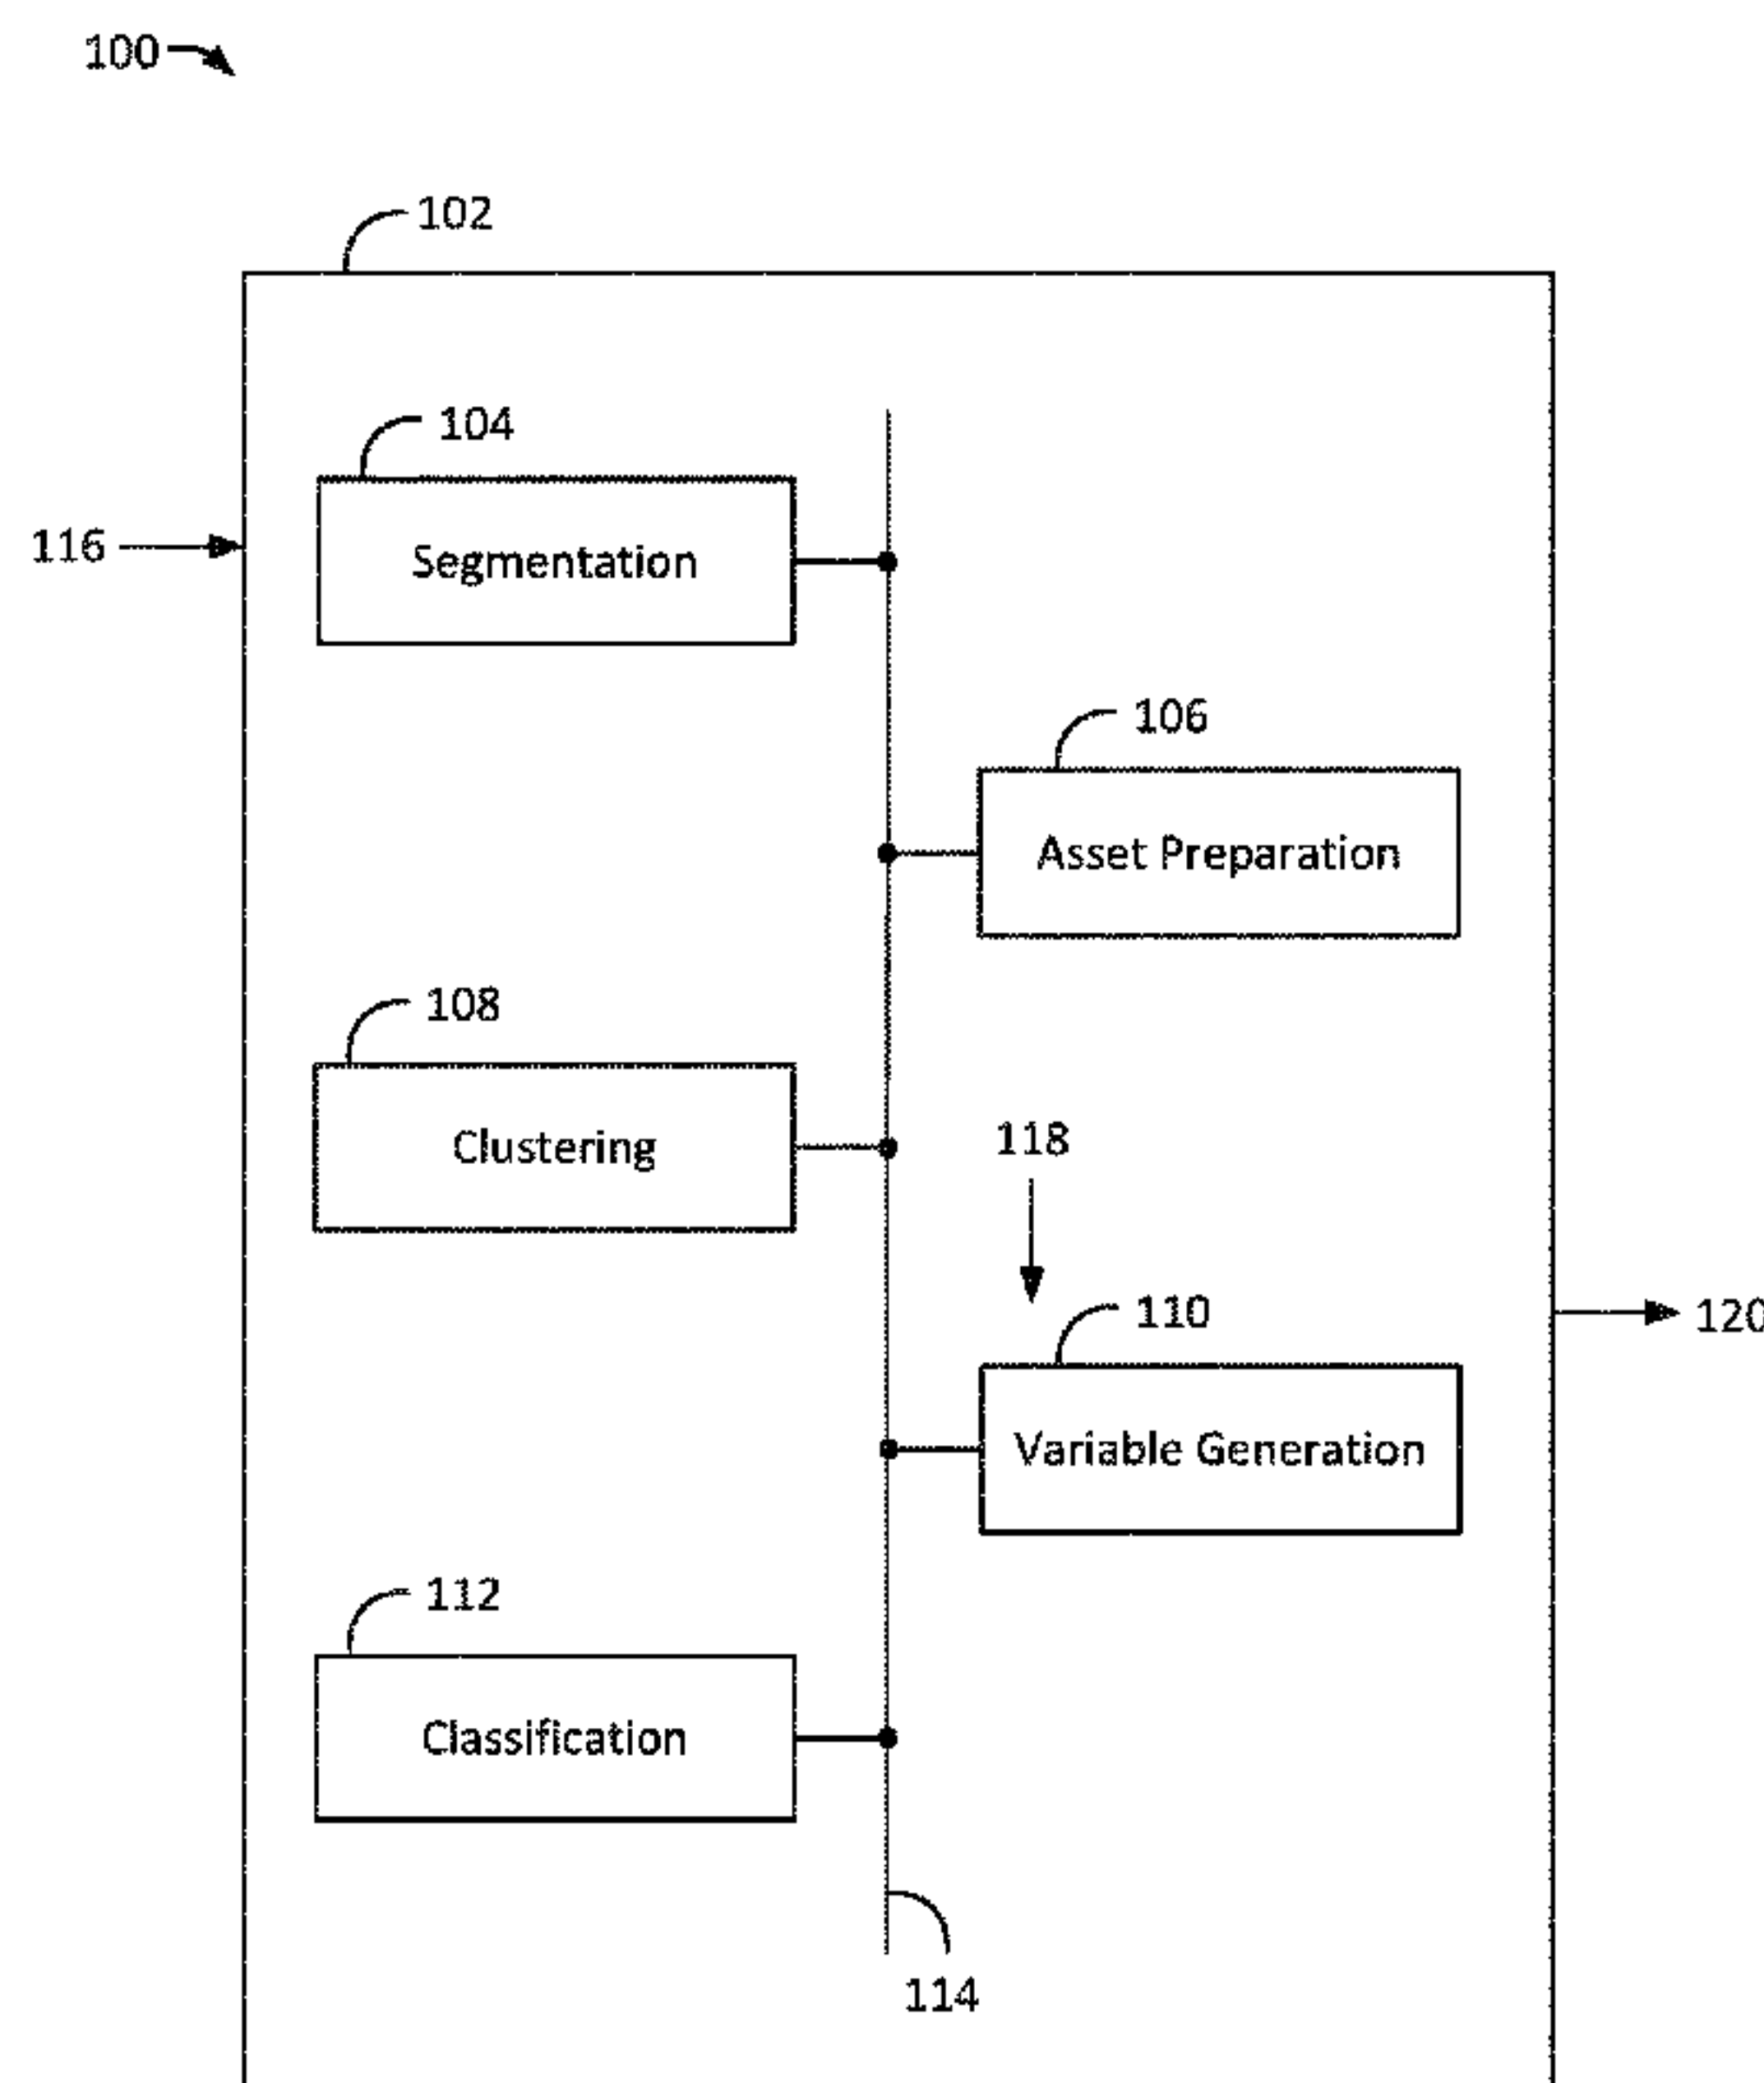 100
102
104
116
Segmentation
106
Asset Preparation
108
118
Clustering
110
120
Variable Generation
112
Classification
114